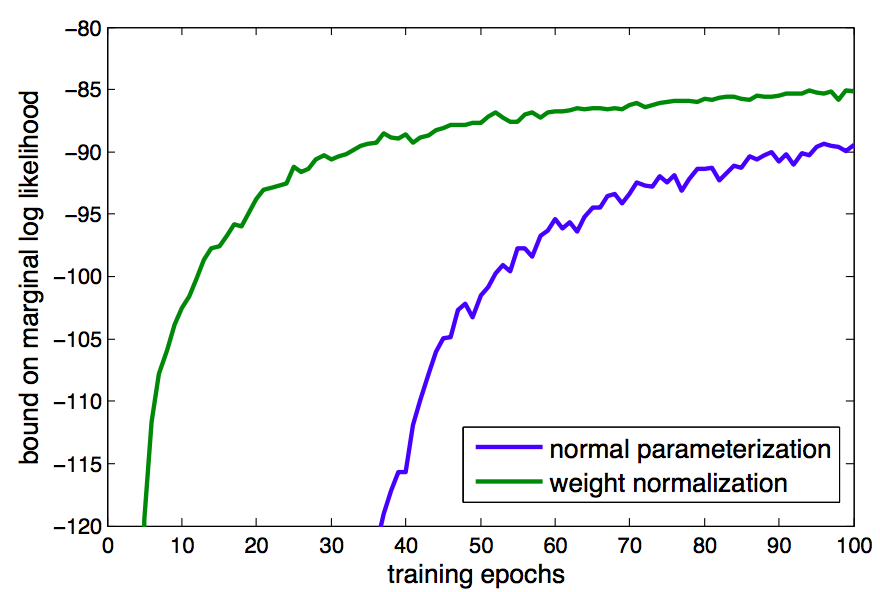 bound on marginal log likelihood
−80
−85
−90
−95
−100
−105
−110
−115
−120
normal parameterization
weight normalization
0 10 20 30 40 50 60 70 80 90 100
training epochs